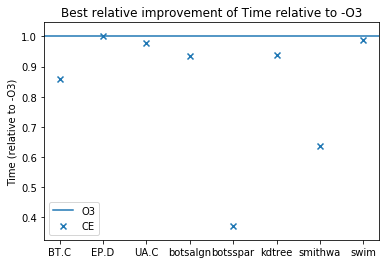 Best relative improvement of Time relative to -O3
Time (relative to -O3)
1.0
0.9
0.8
0.7
0.6
0.5
0.4
O3
CE
BT.C EP.D UA.C botsalgn botsspar kdtree smithwa swim